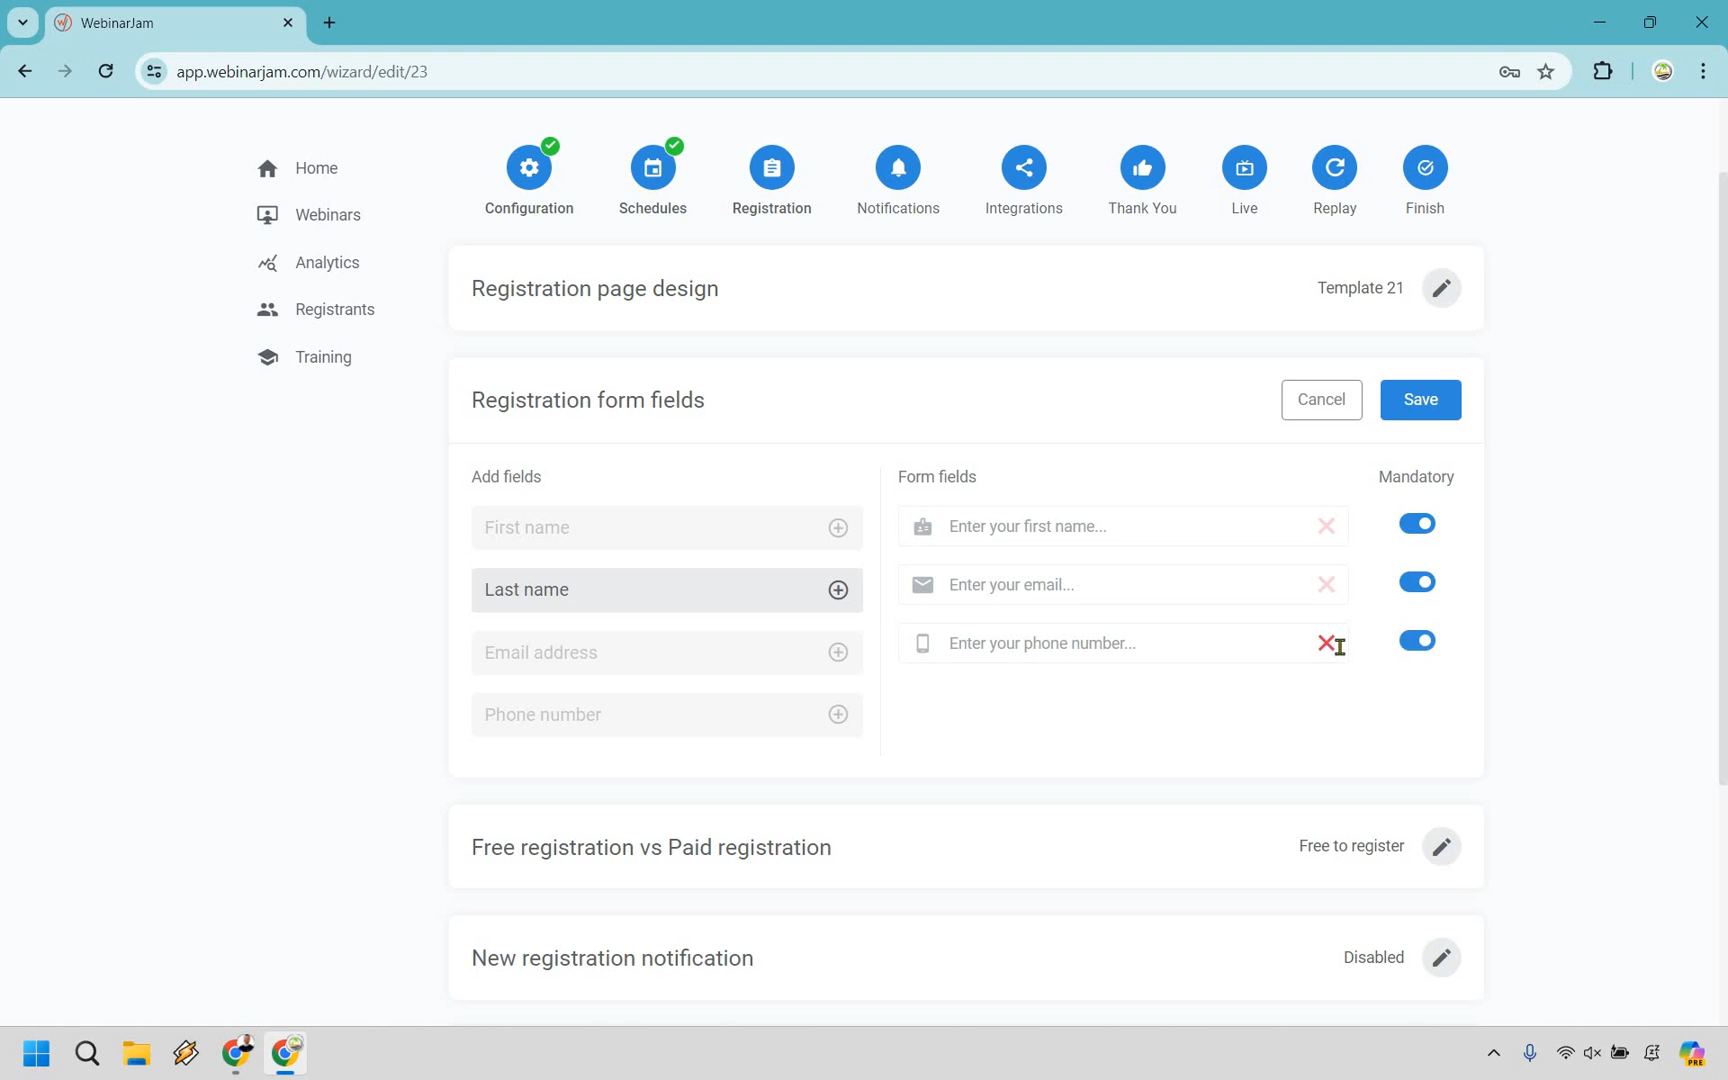 WebinarJam
app.webinarjam.com/wizard/edit/23
Home
Webinars
Analytics
Registrants
Training
Configuration
Schedules
Registration
Notifications
Integrations
Thank You
Live
Replay
Finish
Registration page design
Template 21
Registration form fields
Cancel
Save
Add fields
Form fields
Mandatory
First name
Enter your first name...
Last name
Enter your email...
Email address
Enter your phone number...
Phone number
Free registration vs Paid registration
Free to register
New registration notification
Disabled
PRE